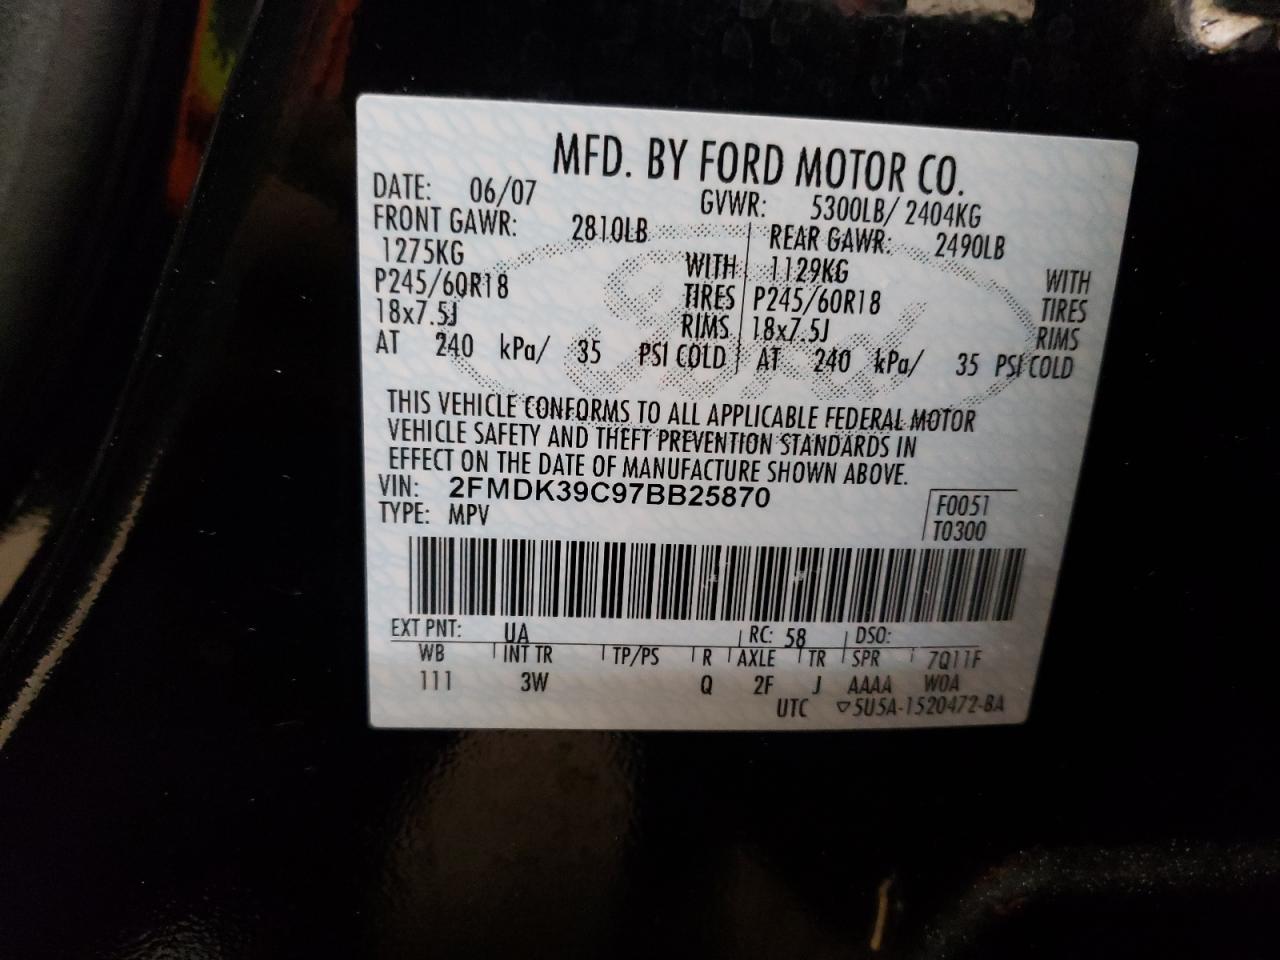 MFD. BY FORD MOTOR CO.
DATE: 06/07 GVWR: 5300LB/ 2404KG
FRONT GAWR: 2810LB REAR GAWR: 2490LB
1275KG WITH 1129KG WITH
P245/60R18 TIRES P245/60R18 TIRES
18x7.5J RIMS 18x7.5J RIMS
AT 240 kPa/ 35 PSI COLD AT 240 kPa/ 35 PSI COLD
Ford
THIS VEHICLE CONFORMS TO ALL APPLICABLE FEDERAL MOTOR
VEHICLE SAFETY AND THEFT PREVENTION STANDARDS IN
EFFECT ON THE DATE OF MANUFACTURE SHOWN ABOVE.
VIN: 2FMDK39C97BB25870
TYPE: MPV
F0051
T0300
EXT PNT: UA RC: 58 DSO:
WB INT TR TP/PS R AXLE TR SPR 7Q11F
111 3W Q 2F J AAAA W0A
UTC ▽5U5A-1520472-BA